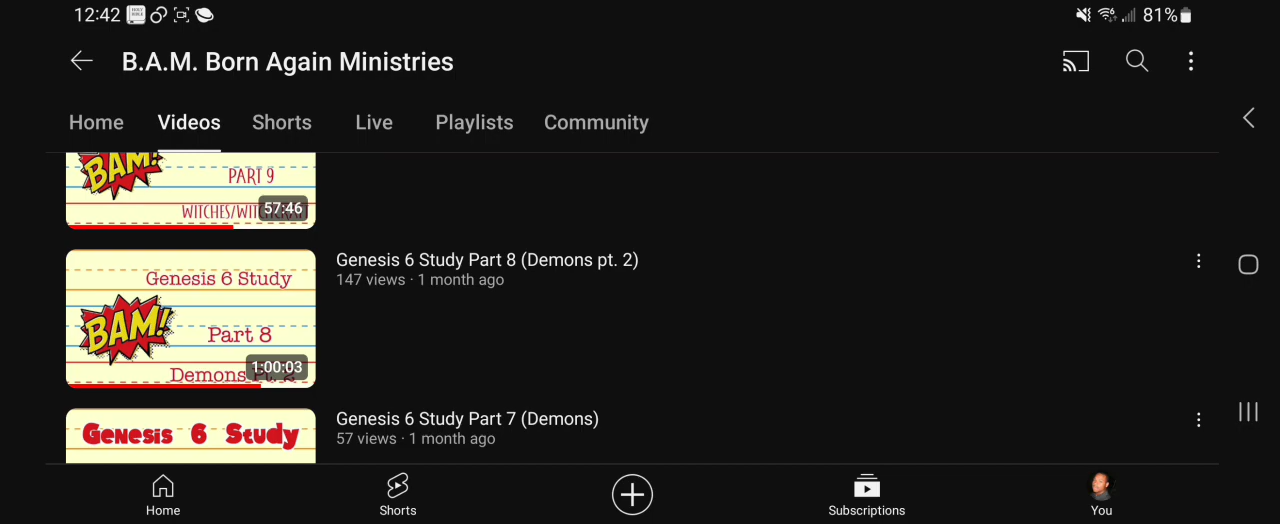 12:42
81%
B.A.M. Born Again Ministries
Home Videos Shorts Live Playlists Community
BAM!
PART 9
57:46
Genesis 6 Study Part 8 (Demons pt. 2)
147 views · 1 month ago
Genesis 6 Study
BAM!
Part 8
Demons Pt. 2
1:00:03
Genesis 6 Study Part 7 (Demons)
57 views · 1 month ago
Genesis 6 Study
Home Shorts Subscriptions You